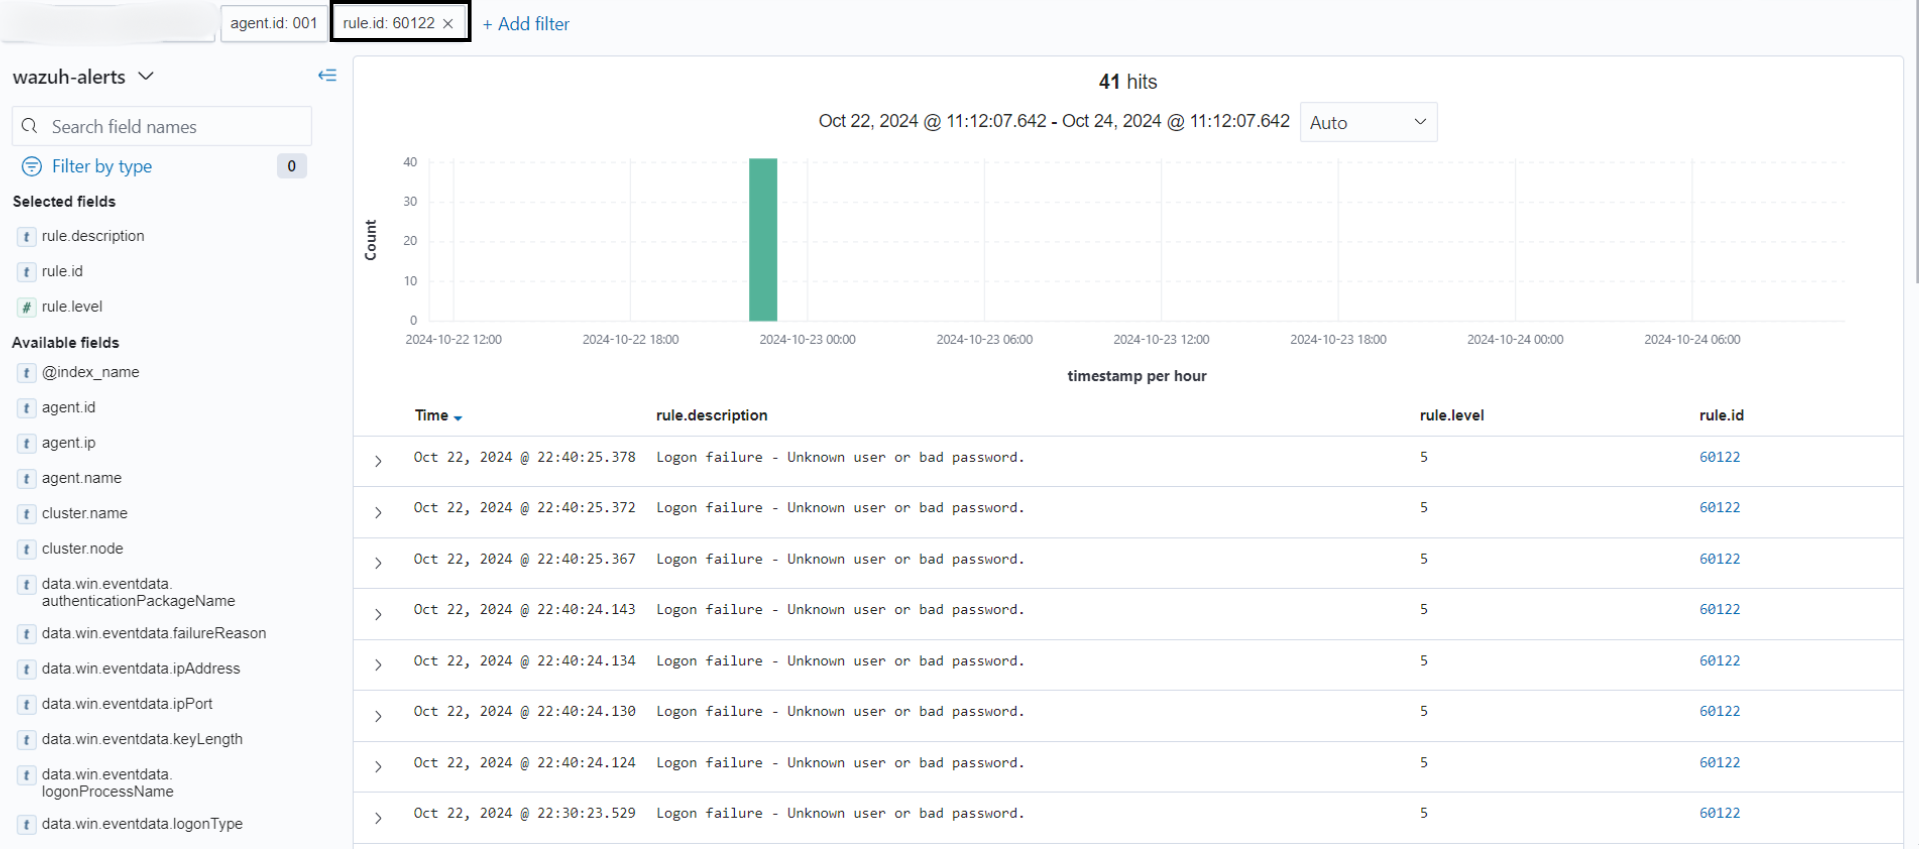 agent.id: 001
rule.id: 60122 ×
+ Add filter
wazuh-alerts
Search field names
Filter by type 0
Selected fields
t rule.description
t rule.id
# rule.level
Available fields
t @index_name
t agent.id
t agent.ip
t agent.name
t cluster.name
t cluster.node
t data.win.eventdata.
authenticationPackageName
t data.win.eventdata.failureReason
t data.win.eventdata.ipAddress
t data.win.eventdata.ipPort
t data.win.eventdata.keyLength
t data.win.eventdata.
logonProcessName
t data.win.eventdata.logonType
41 hits
Oct 22, 2024 @ 11:12:07.642 - Oct 24, 2024 @ 11:12:07.642 Auto
Count
40
30
20
10
0
2024-10-22 12:00 2024-10-22 18:00 2024-10-23 00:00 2024-10-23 06:00 2024-10-23 12:00 2024-10-23 18:00 2024-10-24 00:00 2024-10-24 06:00
timestamp per hour
Time rule.description rule.level rule.id
Oct 22, 2024 @ 22:40:25.378 Logon failure - Unknown user or bad password. 5 60122
Oct 22, 2024 @ 22:40:25.372 Logon failure - Unknown user or bad password. 5 60122
Oct 22, 2024 @ 22:40:25.367 Logon failure - Unknown user or bad password. 5 60122
Oct 22, 2024 @ 22:40:24.143 Logon failure - Unknown user or bad password. 5 60122
Oct 22, 2024 @ 22:40:24.134 Logon failure - Unknown user or bad password. 5 60122
Oct 22, 2024 @ 22:40:24.130 Logon failure - Unknown user or bad password. 5 60122
Oct 22, 2024 @ 22:40:24.124 Logon failure - Unknown user or bad password. 5 60122
Oct 22, 2024 @ 22:30:23.529 Logon failure - Unknown user or bad password. 5 60122